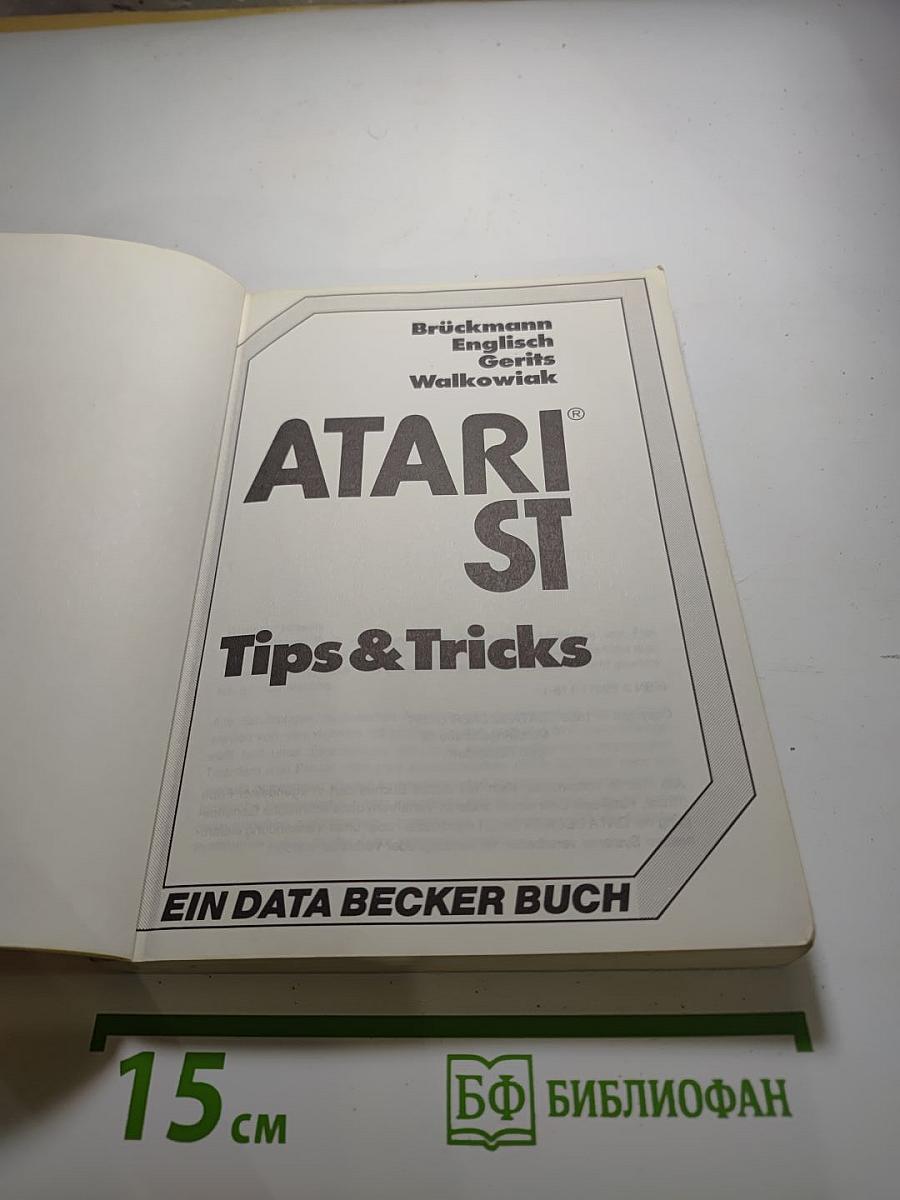 Brückmann
Englisch
Gerits
Walkowiak
ATARI®
ST
Tips & Tricks
EIN DATA BECKER BUCH
15 см
БФ БИБЛИОФАН